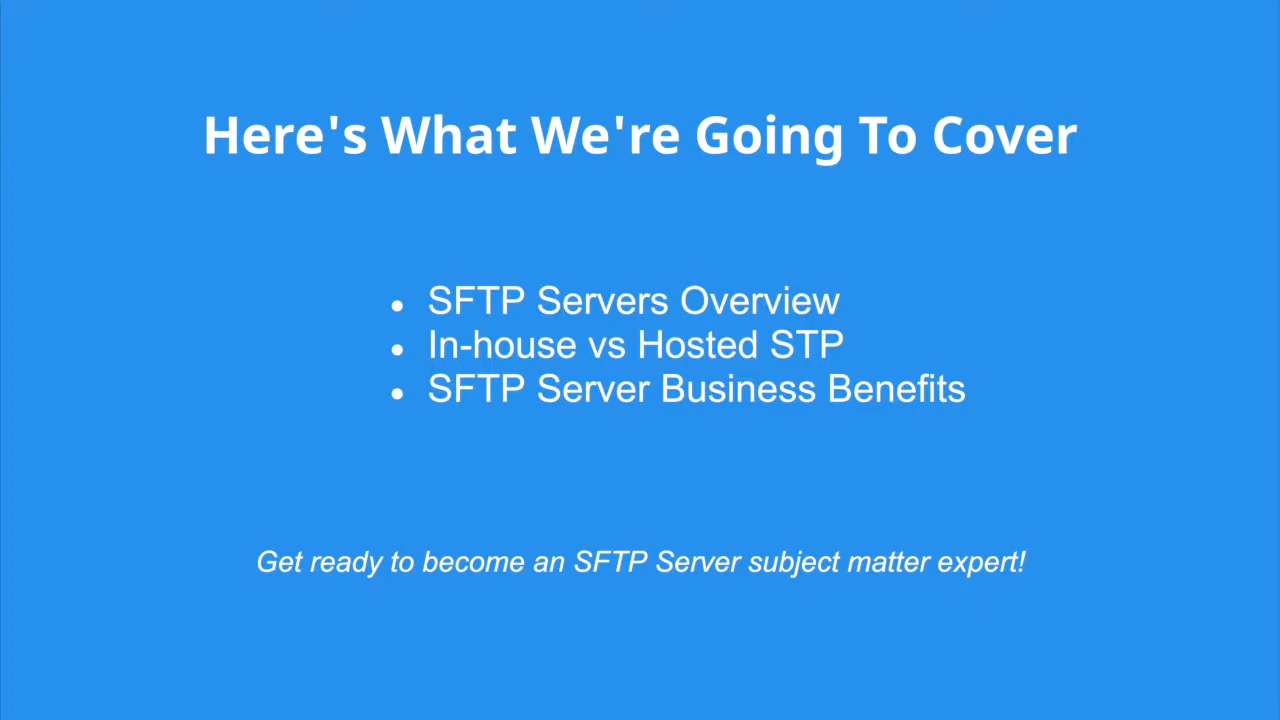 Here's What We're Going To Cover
• SFTP Servers Overview
• In-house vs Hosted STP
• SFTP Server Business Benefits
Get ready to become an SFTP Server subject matter expert!